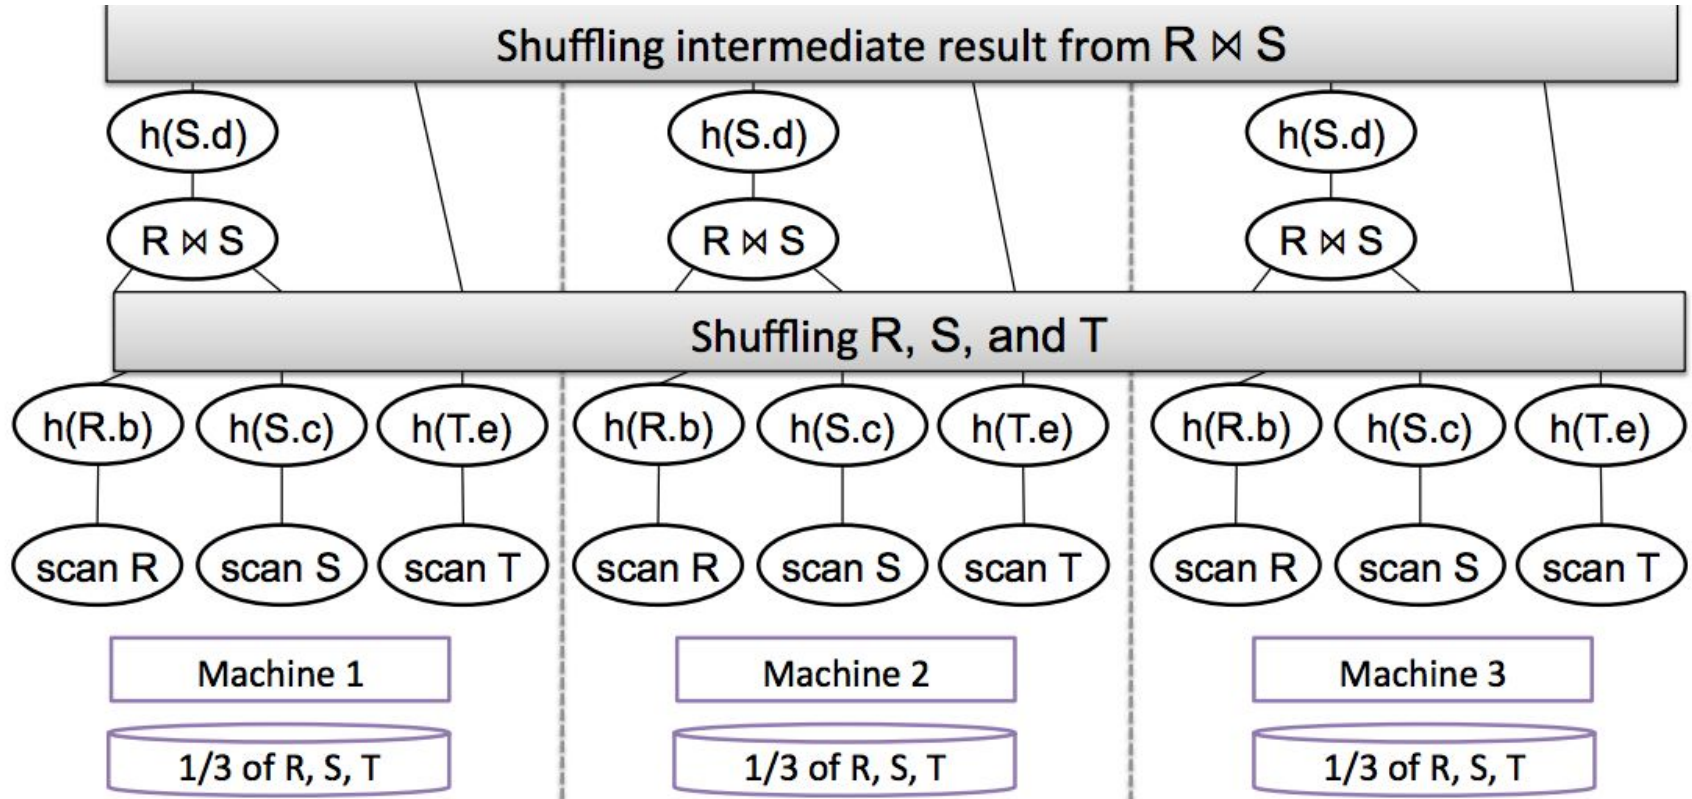 Shuffling intermediate result from R ⋈ S
h(S.d) h(S.d) h(S.d)
R ⋈ S R ⋈ S R ⋈ S
Shuffling R, S, and T
h(R.b) h(S.c) h(T.e) h(R.b) h(S.c) h(T.e) h(R.b) h(S.c) h(T.e)
scan R scan S scan T scan R scan S scan T scan R scan S scan T
Machine 1 Machine 2 Machine 3
1/3 of R, S, T 1/3 of R, S, T 1/3 of R, S, T